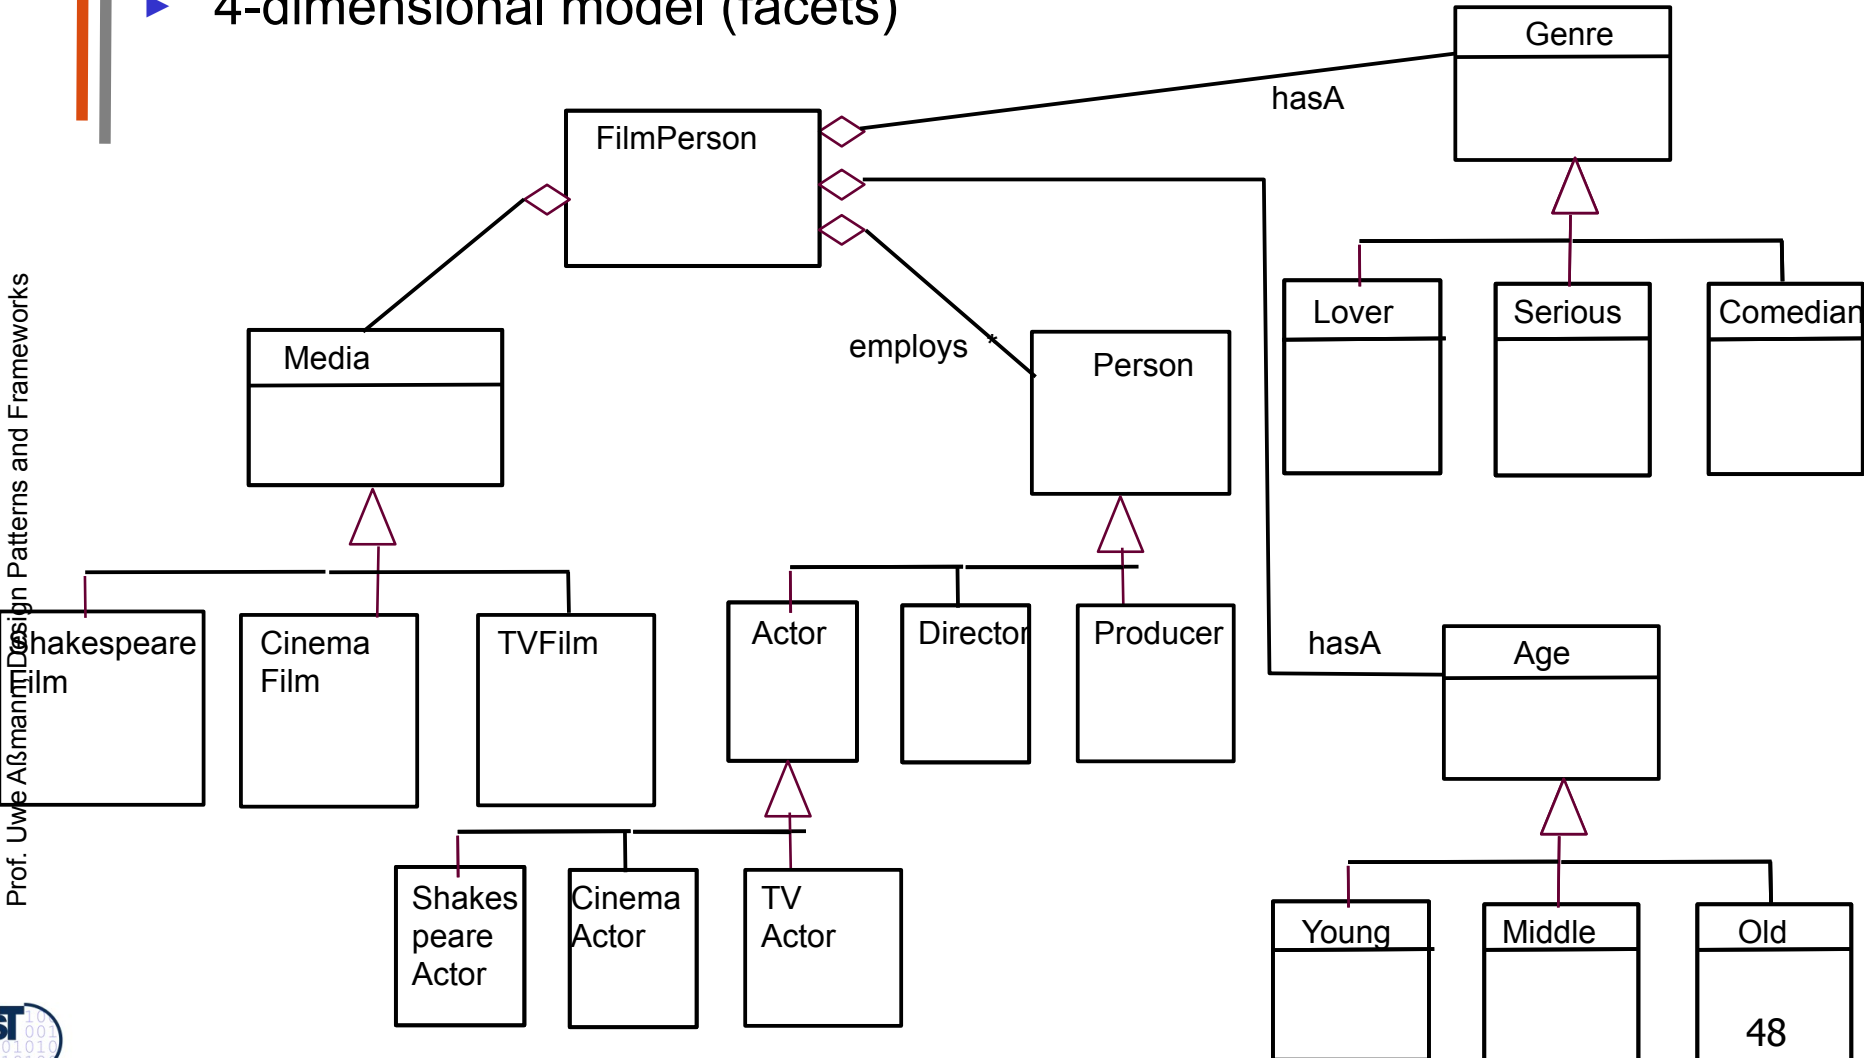 ► 4-dimensional model (facets)
Genre
hasA
FilmPerson
Lover
Serious
Comedian
Media
employs
*
Person
Shakespeare
Film
Cinema
Film
TVFilm
Actor
Director
Producer
hasA
Age
Shakes
peare
Actor
Cinema
Actor
TV
Actor
Young
Middle
Old
48
Prof. Uwe Aßmann, Design Patterns and Frameworks
ST